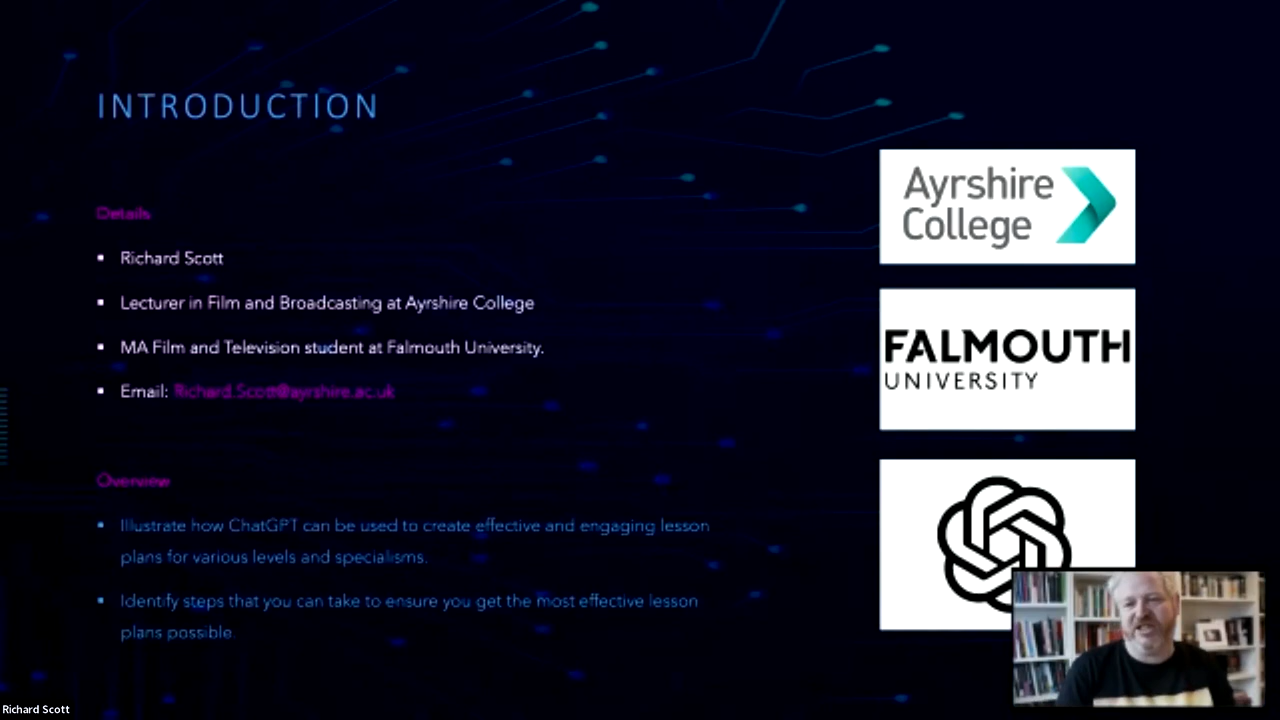 INTRODUCTION
Details
▪ Richard Scott
▪ Lecturer in Film and Broadcasting at Ayrshire College
▪ MA Film and Television student at Falmouth University.
▪ Email: Richard.Scott@ayrshire.ac.uk
Overview
▪ Illustrate how ChatGPT can be used to create effective and engaging lesson
plans for various levels and specialisms.
▪ Identify steps that you can take to ensure you get the most effective lesson
plans possible
Ayrshire
College
FALMOUTH
UNIVERSITY
Richard Scott